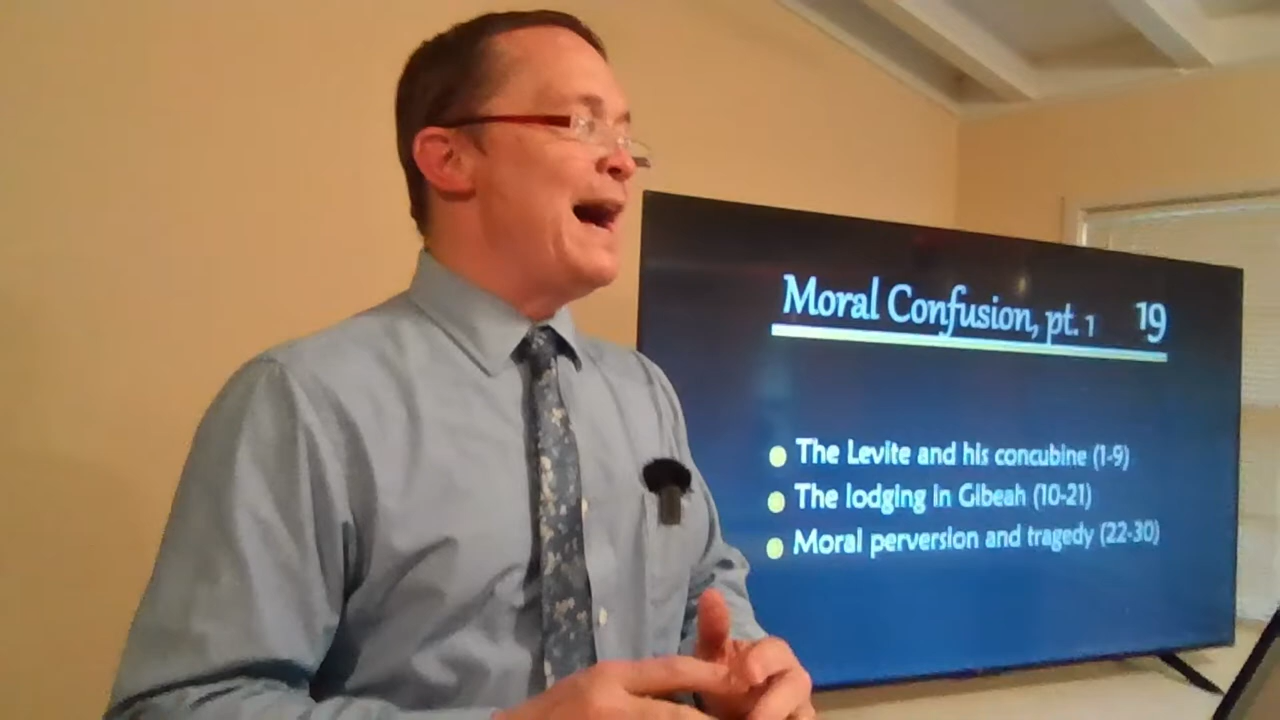 Moral Confusion, pt. 1 19
The Levite and his concubine (1-9)
The lodging in Gibeah (10-21)
Moral perversion and tragedy (22-30)